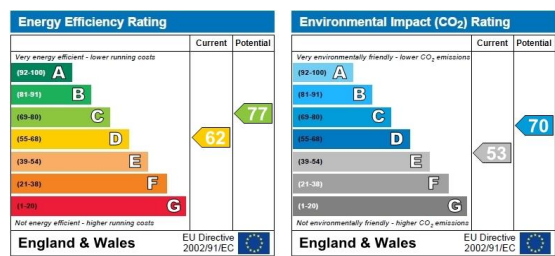 Energy Efficiency Rating
Current Potential
Very energy efficient - lower running costs
(92-100) A
(81-91) B
(69-80) C
77
(55-68) D
62
(39-54) E
(21-38) F
(1-20) G
Not energy efficient - higher running costs
England & Wales
EU Directive
2002/91/EC
Environmental Impact (CO2) Rating
Current Potential
Very environmentally friendly - lower CO2 emissions
(92-100) A
(81-91) B
(69-80) C
70
(55-68) D
(39-54) E
53
(21-38) F
(1-20) G
Not environmentally friendly - higher CO2 emissions
England & Wales
EU Directive
2002/91/EC